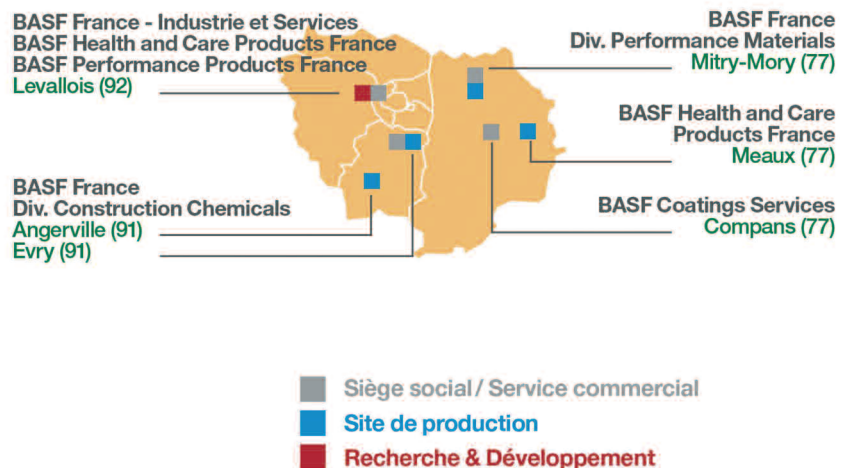 BASF France - Industrie et Services
BASF Health and Care Products France
BASF Performance Products France
Levallois (92)
BASF France
Div. Construction Chemicals
Angerville (91)
Evry (91)
BASF France
Div. Performance Materials
Mitry-Mory (77)
BASF Health and Care
Products France
Meaux (77)
BASF Coatings Services
Compans (77)
Siège social / Service commercial
Site de production
Recherche & Développement